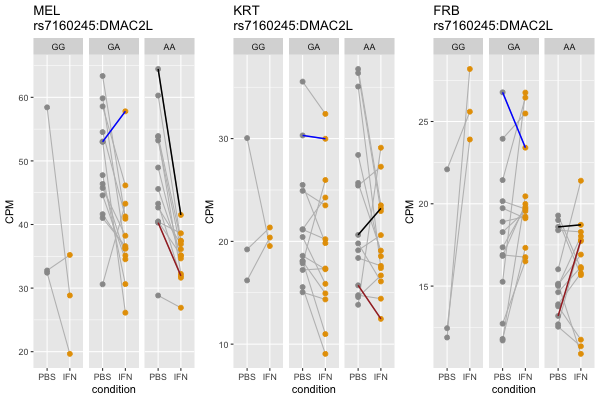 MEL
rs7160245:DMAC2L
GG GA AA
60
50
40
30
20
CPM
PBS IFN PBS IFN PBS IFN
condition
KRT
rs7160245:DMAC2L
GG GA AA
30
20
10
CPM
PBS IFN PBS IFN PBS IFN
condition
FRB
rs7160245:DMAC2L
GG GA AA
25
20
15
CPM
PBS IFN PBS IFN PBS IFN
condition